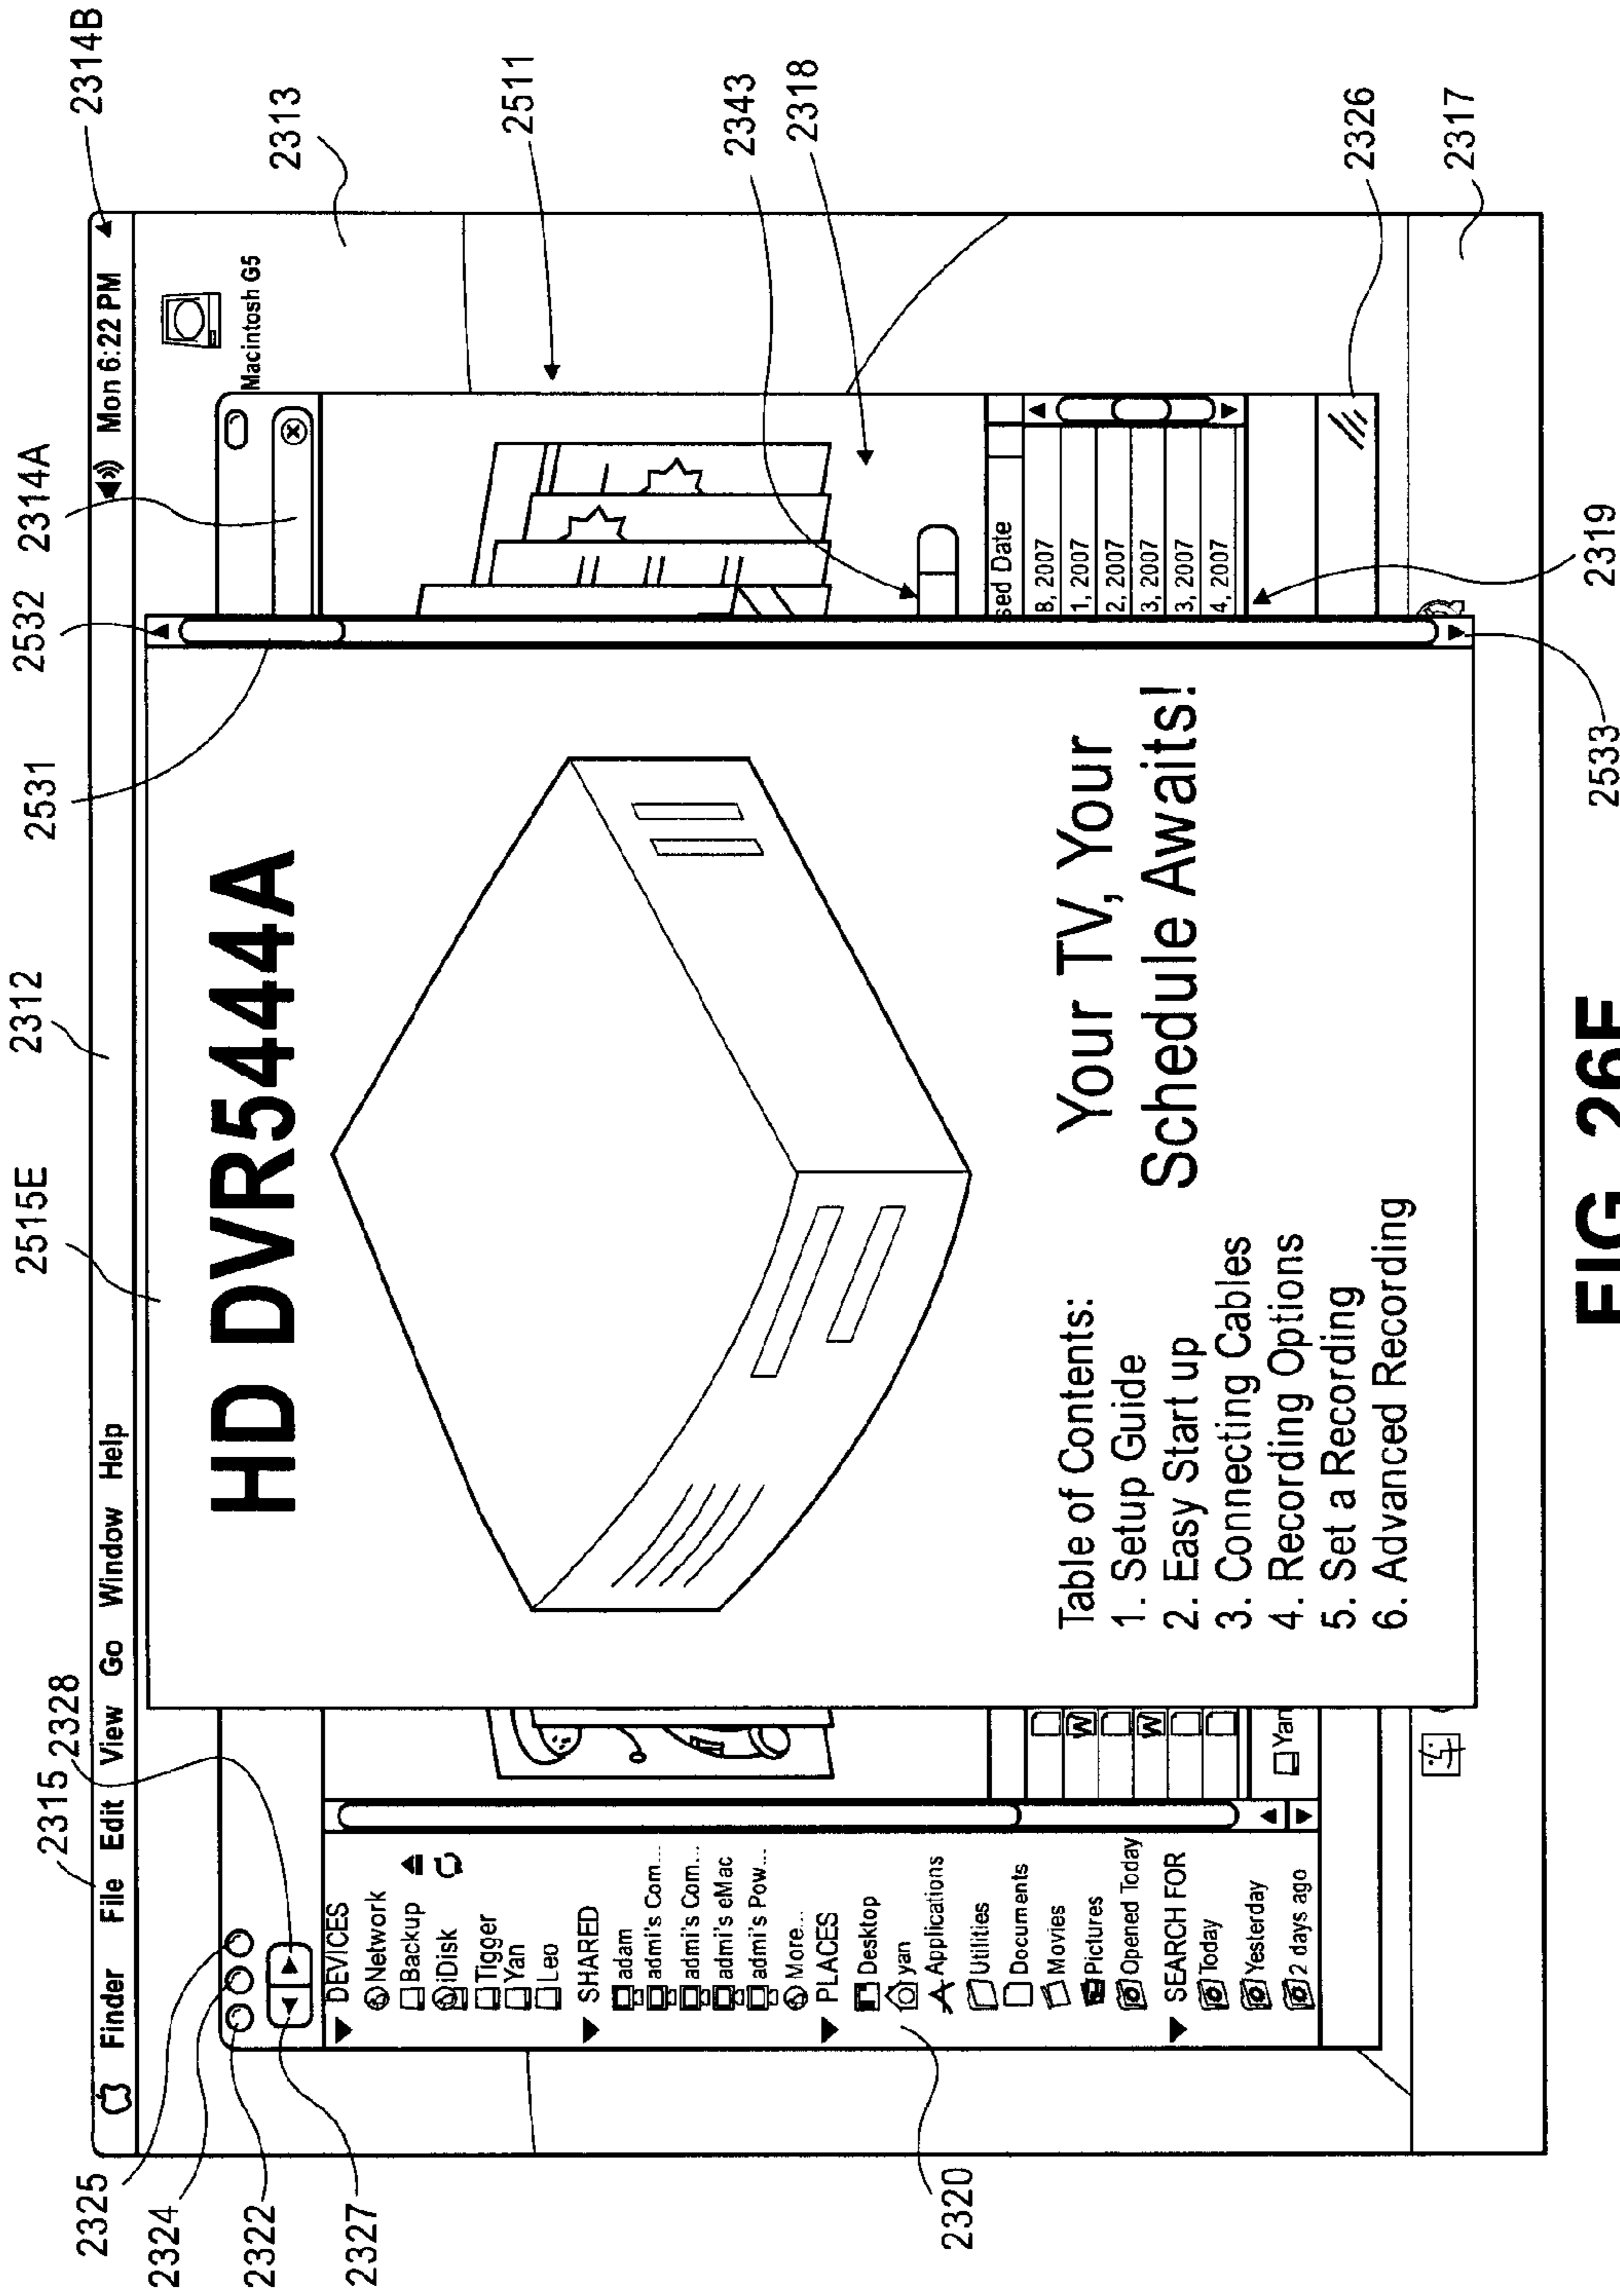 2515E
2312
2531
2532
2314A
2314B
2315
2328
2313
2511
2343
2318
2326
2317
2319
2533
2325
2324
2322
2327
2320
Finder File Edit View Go Window Help
Mon 6:22 PM
Macintosh G5
DEVICES
Network
Backup
iDisk
Tigger
Yan
Leo
SHARED
adam
admi's Com...
admi's Com...
admi's eMac
admi's Pow...
More...
PLACES
Desktop
yan
Applications
Utilities
Documents
Movies
Pictures
Opened Today
SEARCH FOR
Today
Yesterday
2 days ago
Yan
HD DVR5444A
Your TV, Your
Schedule Awaits!
Table of Contents:
1. Setup Guide
2. Easy Start up
3. Connecting Cables
4. Recording Options
5. Set a Recording
6. Advanced Recording
sed Date
8, 2007
1, 2007
2, 2007
3, 2007
3, 2007
4, 2007
FIG.